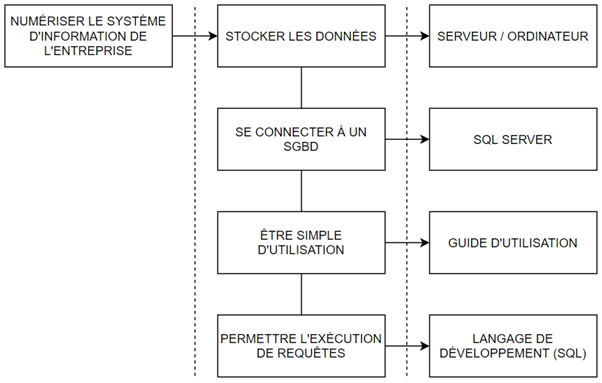 NUMÉRISER LE SYSTÈME
D'INFORMATION DE
L'ENTREPRISE
STOCKER LES DONNÉES
SERVEUR / ORDINATEUR
SE CONNECTER À UN
SGBD
SQL SERVER
ÊTRE SIMPLE
D'UTILISATION
GUIDE D'UTILISATION
PERMETTRE L'EXÉCUTION
DE REQUÊTES
LANGAGE DE
DÉVELOPPEMENT (SQL)